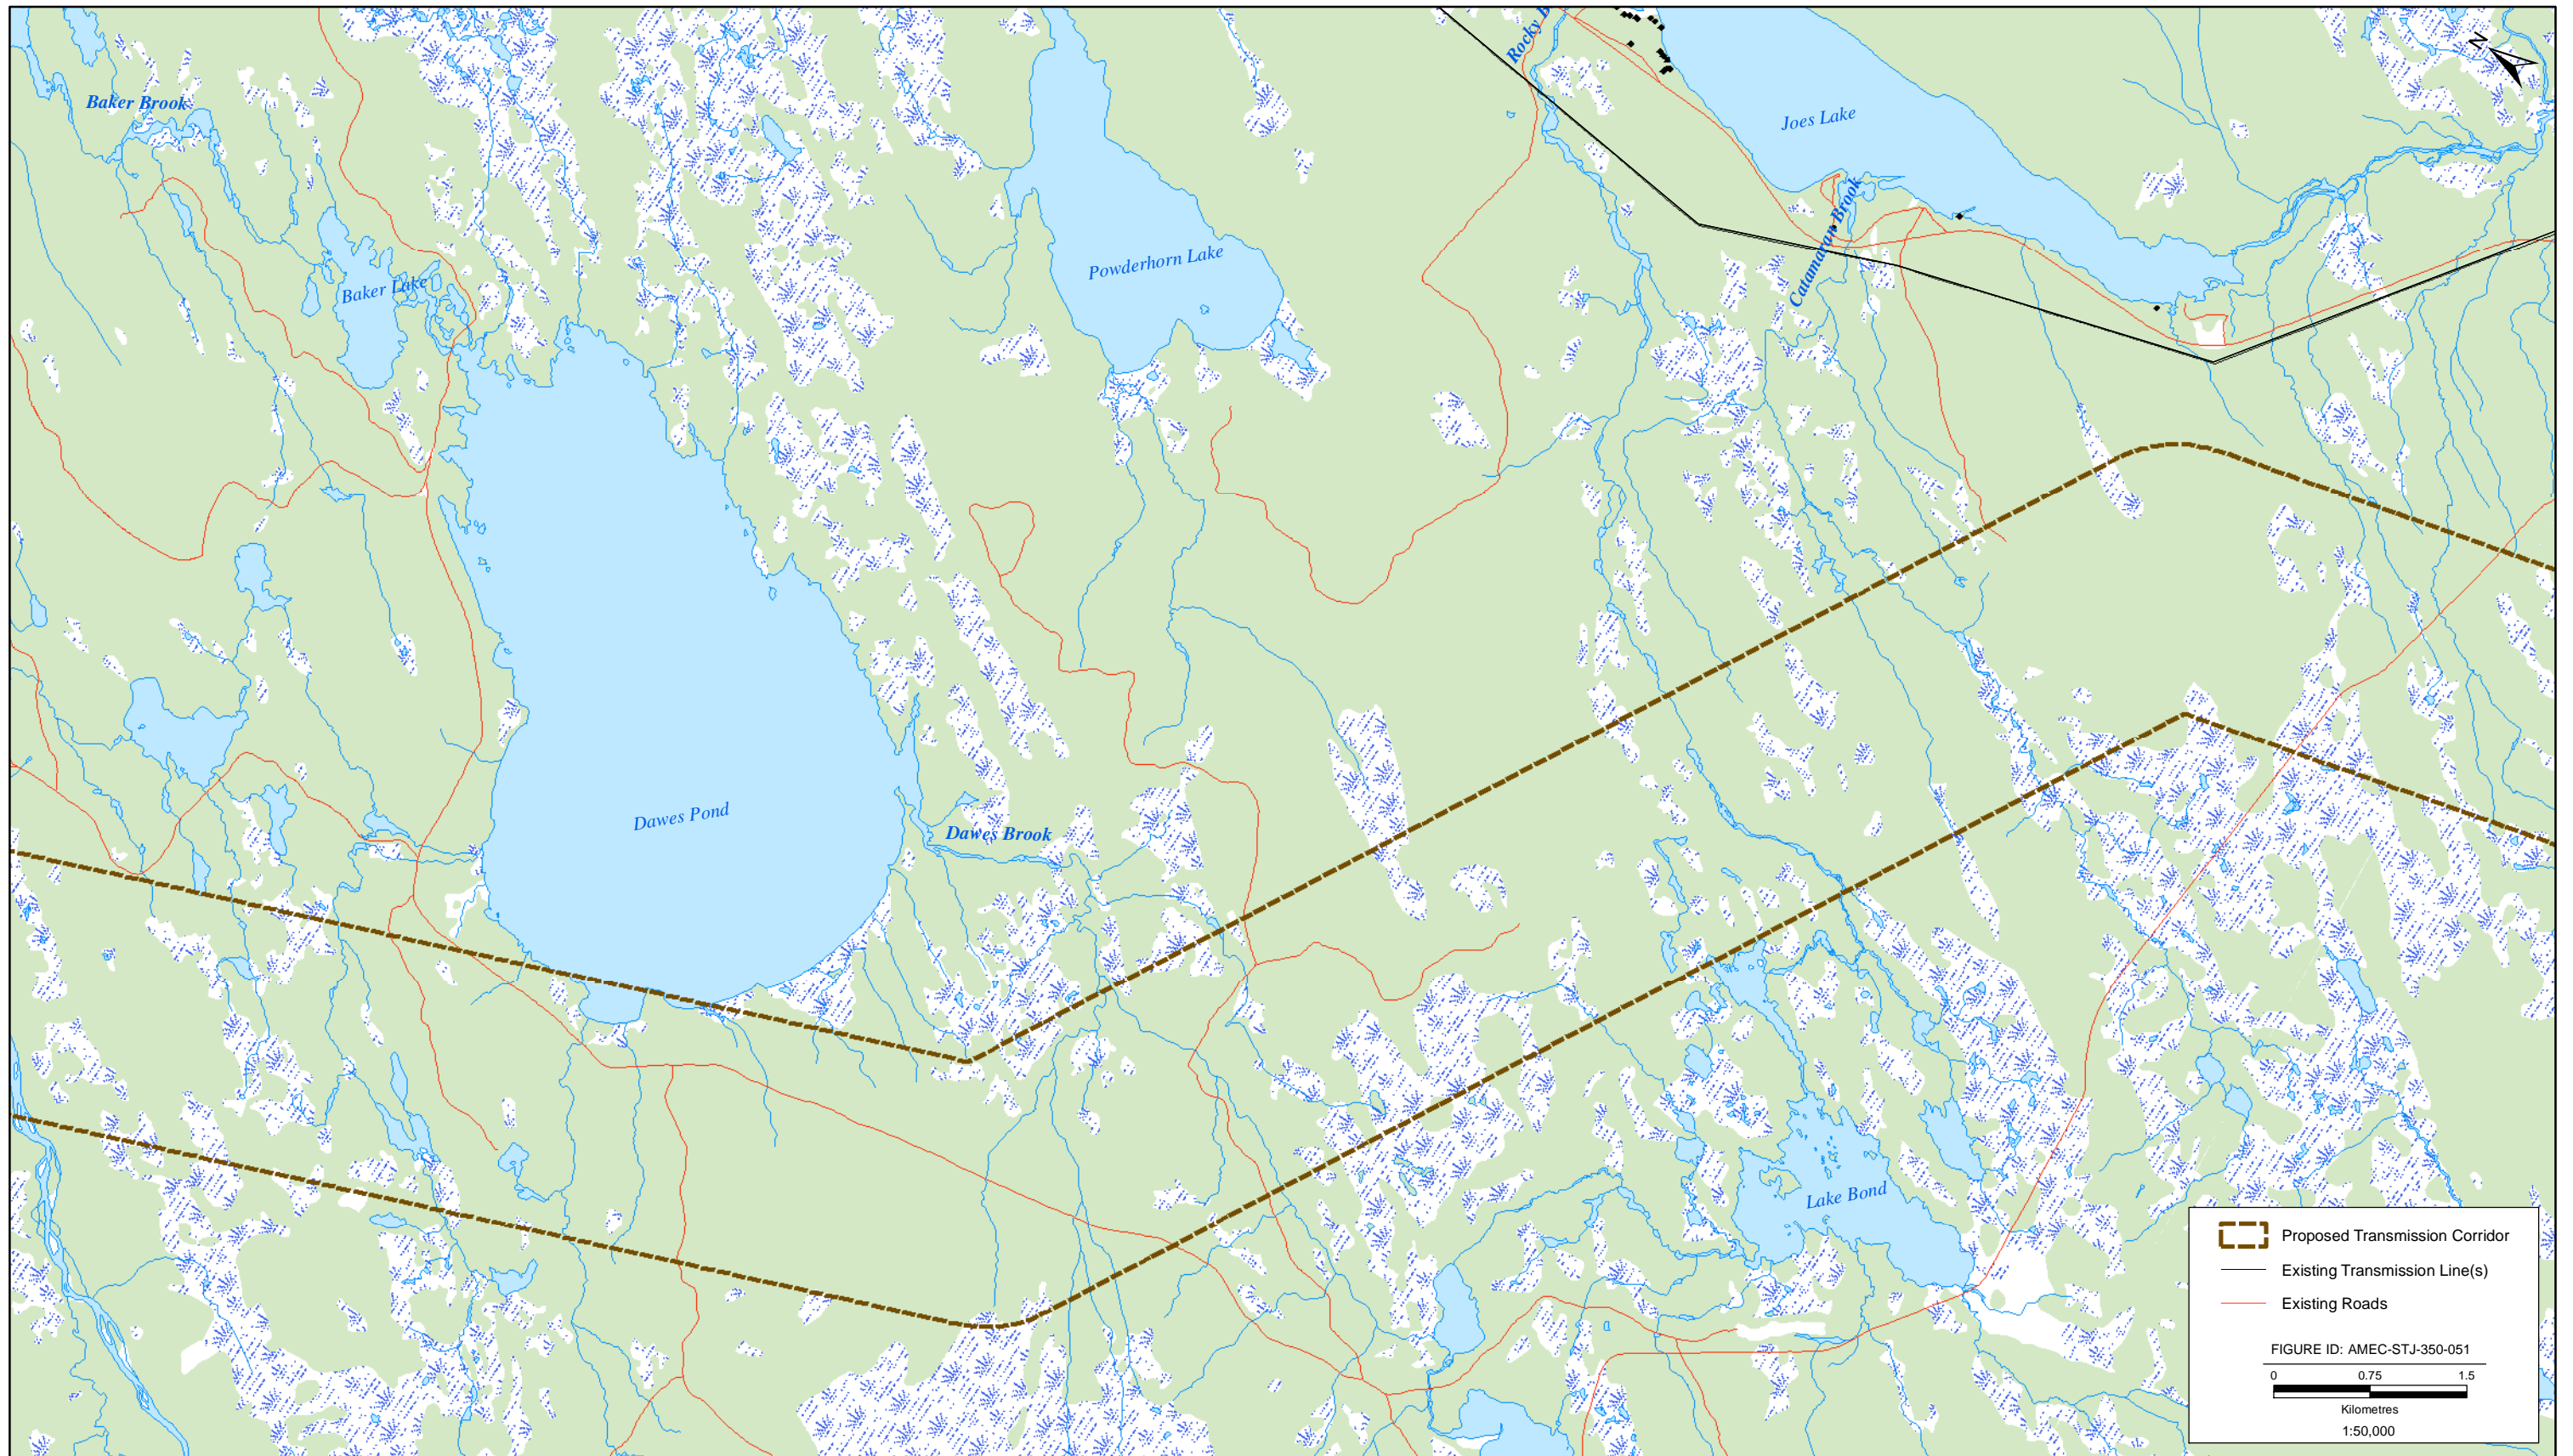 Rocky B
N
Baker Brook
Joes Lake
Catamaran Brook
Powderhorn Lake
Baker Lake
Dawes Pond
Dawes Brook
Lake Bond
Proposed Transmission Corridor
Existing Transmission Line(s)
Existing Roads
FIGURE ID: AMEC-STJ-350-051
0 0.75 1.5
Kilometres
1:50,000